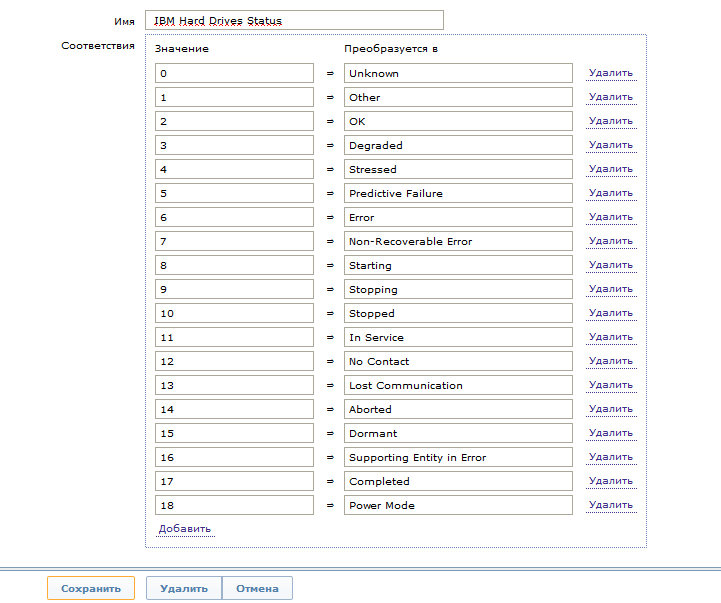 Имя IBM Hard Drives Status
Соответствия Значение Преобразуется в
0 ⇒ Unknown Удалить
1 ⇒ Other Удалить
2 ⇒ OK Удалить
3 ⇒ Degraded Удалить
4 ⇒ Stressed Удалить
5 ⇒ Predictive Failure Удалить
6 ⇒ Error Удалить
7 ⇒ Non-Recoverable Error Удалить
8 ⇒ Starting Удалить
9 ⇒ Stopping Удалить
10 ⇒ Stopped Удалить
11 ⇒ In Service Удалить
12 ⇒ No Contact Удалить
13 ⇒ Lost Communication Удалить
14 ⇒ Aborted Удалить
15 ⇒ Dormant Удалить
16 ⇒ Supporting Entity in Error Удалить
17 ⇒ Completed Удалить
18 ⇒ Power Mode Удалить
Добавить
Сохранить Удалить Отмена